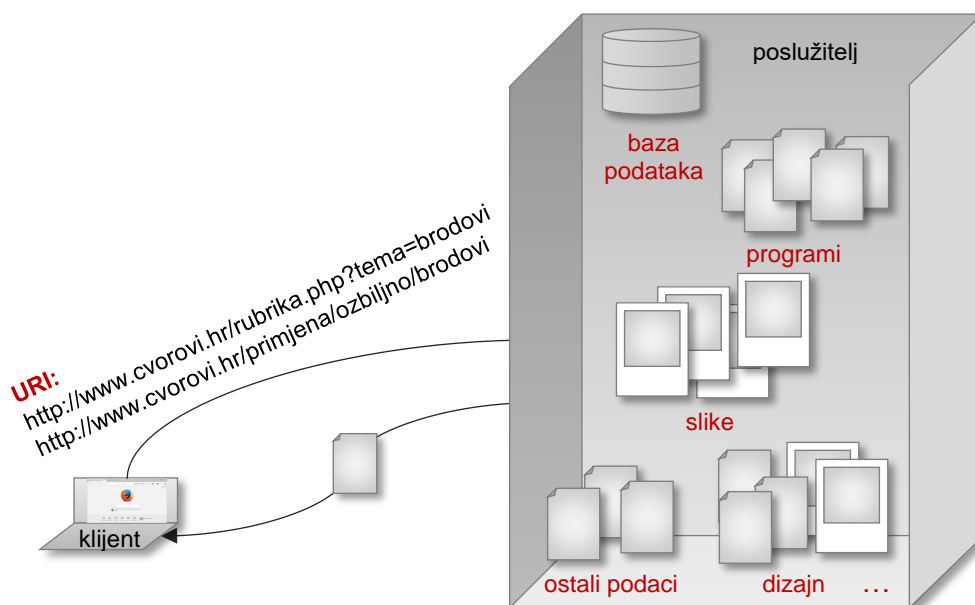 poslužitelj
baza
podataka
programi
URI:
http://www.cvorovi.hr/rubrika.php?tema=brodovi
http://www.cvorovi.hr/primjena/ozbiljno/brodovi
slike
klijent
ostali podaci
dizajn
...